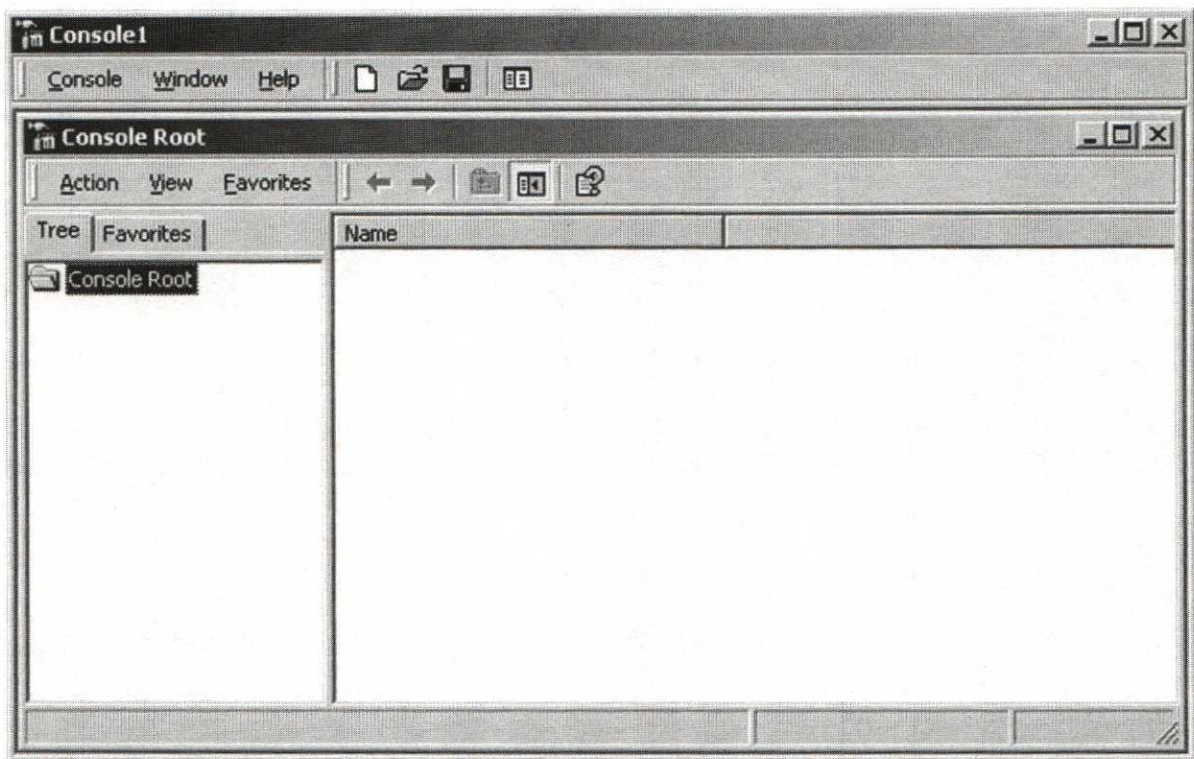 Console1
Console Window Help
Console Root
Action View Favorites
Tree Favorites
Name
Console Root